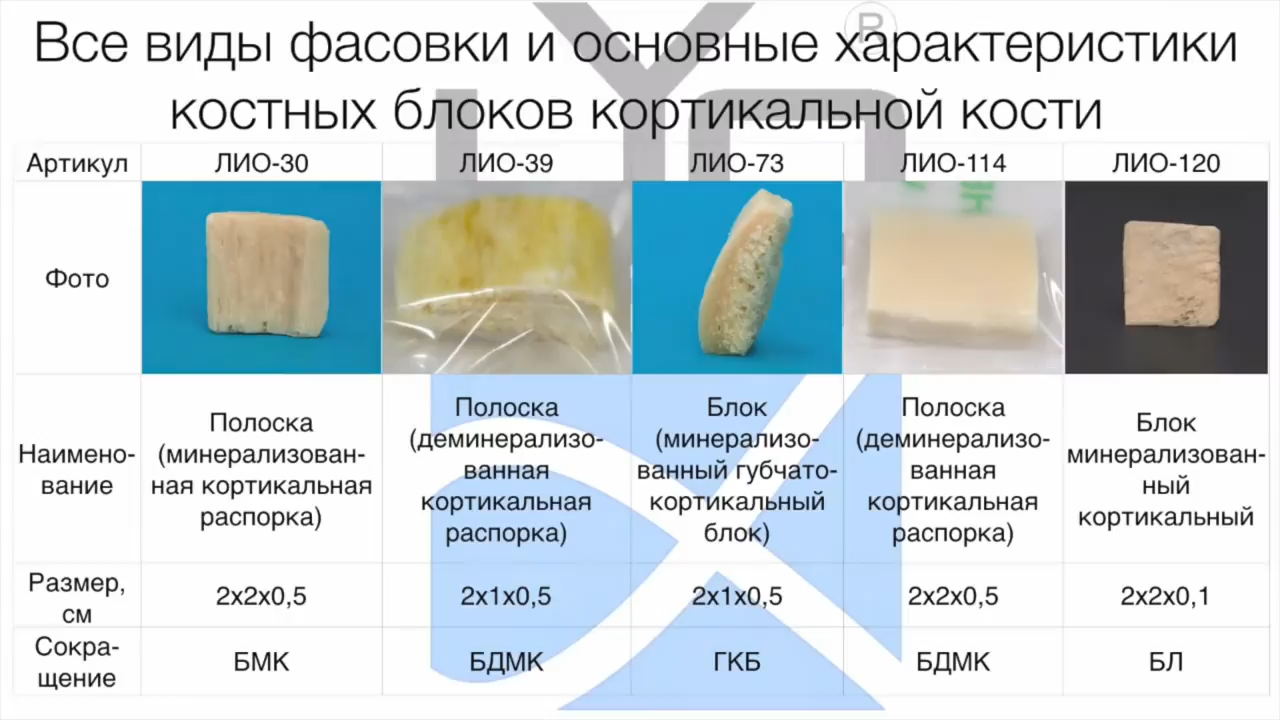 Все виды фасовки и основные характеристики
костных блоков кортикальной кости
®
Артикул ЛИО-30 ЛИО-39 ЛИО-73 ЛИО-114 ЛИО-120
Фото
Наимено-
вание
Полоска
(минерализован-
ная кортикальная
распорка)
Полоска
(деминерализо-
ванная
кортикальная
распорка)
Блок
(минерализо-
ванный губчато-
кортикальный
блок)
Полоска
(деминерализо-
ванная
кортикальная
распорка)
Блок
минерализован-
ный
кортикальный
Размер,
см
2х2х0,5 2х1х0,5 2х1х0,5 2х2х0,5 2х2х0,1
Сокра-
щение
БМК БДМК ГКБ БДМК БЛ